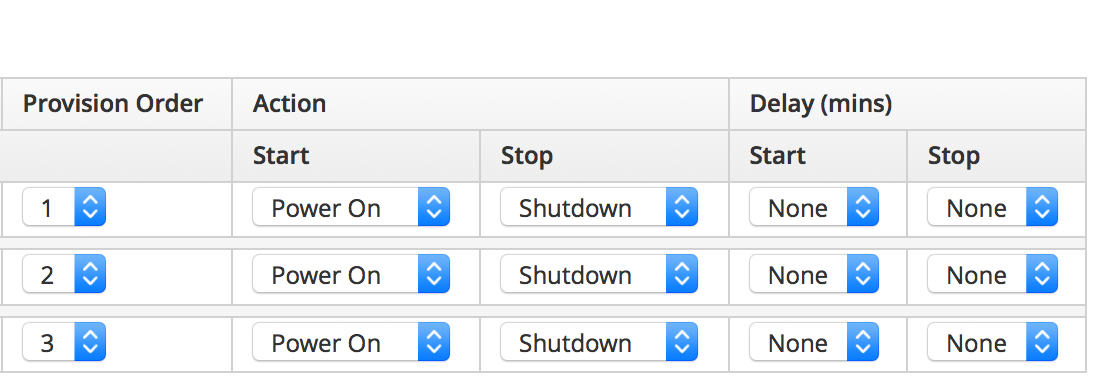 Provision Order Action Delay (mins)
Start Stop Start Stop
1 Power On Shutdown None None
2 Power On Shutdown None None
3 Power On Shutdown None None